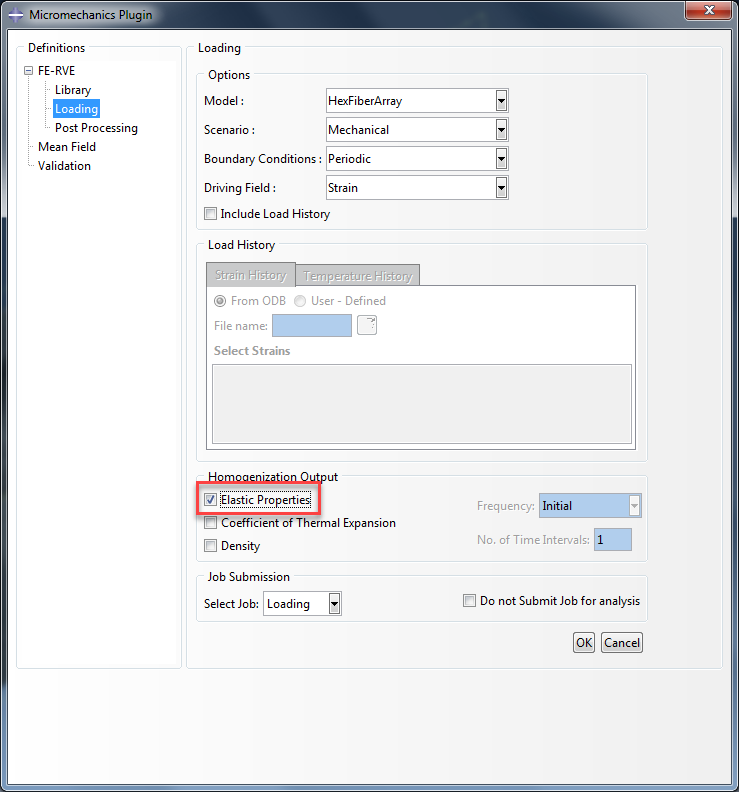 Micromechanics Plugin
Definitions
FE-RVE
Library
Loading
Post Processing
Mean Field
Validation
Loading
Options
Model : HexFiberArray
Scenario : Mechanical
Boundary Conditions : Periodic
Driving Field : Strain
Include Load History
Load History
Strain History Temperature History
From ODB User - Defined
File name:
Select Strains
Homogenization Output
Elastic Properties
Frequency: Initial
Coefficient of Thermal Expansion
No. of Time Intervals: 1
Density
Job Submission
Select Job: Loading Do not Submit Job for analysis
OK Cancel